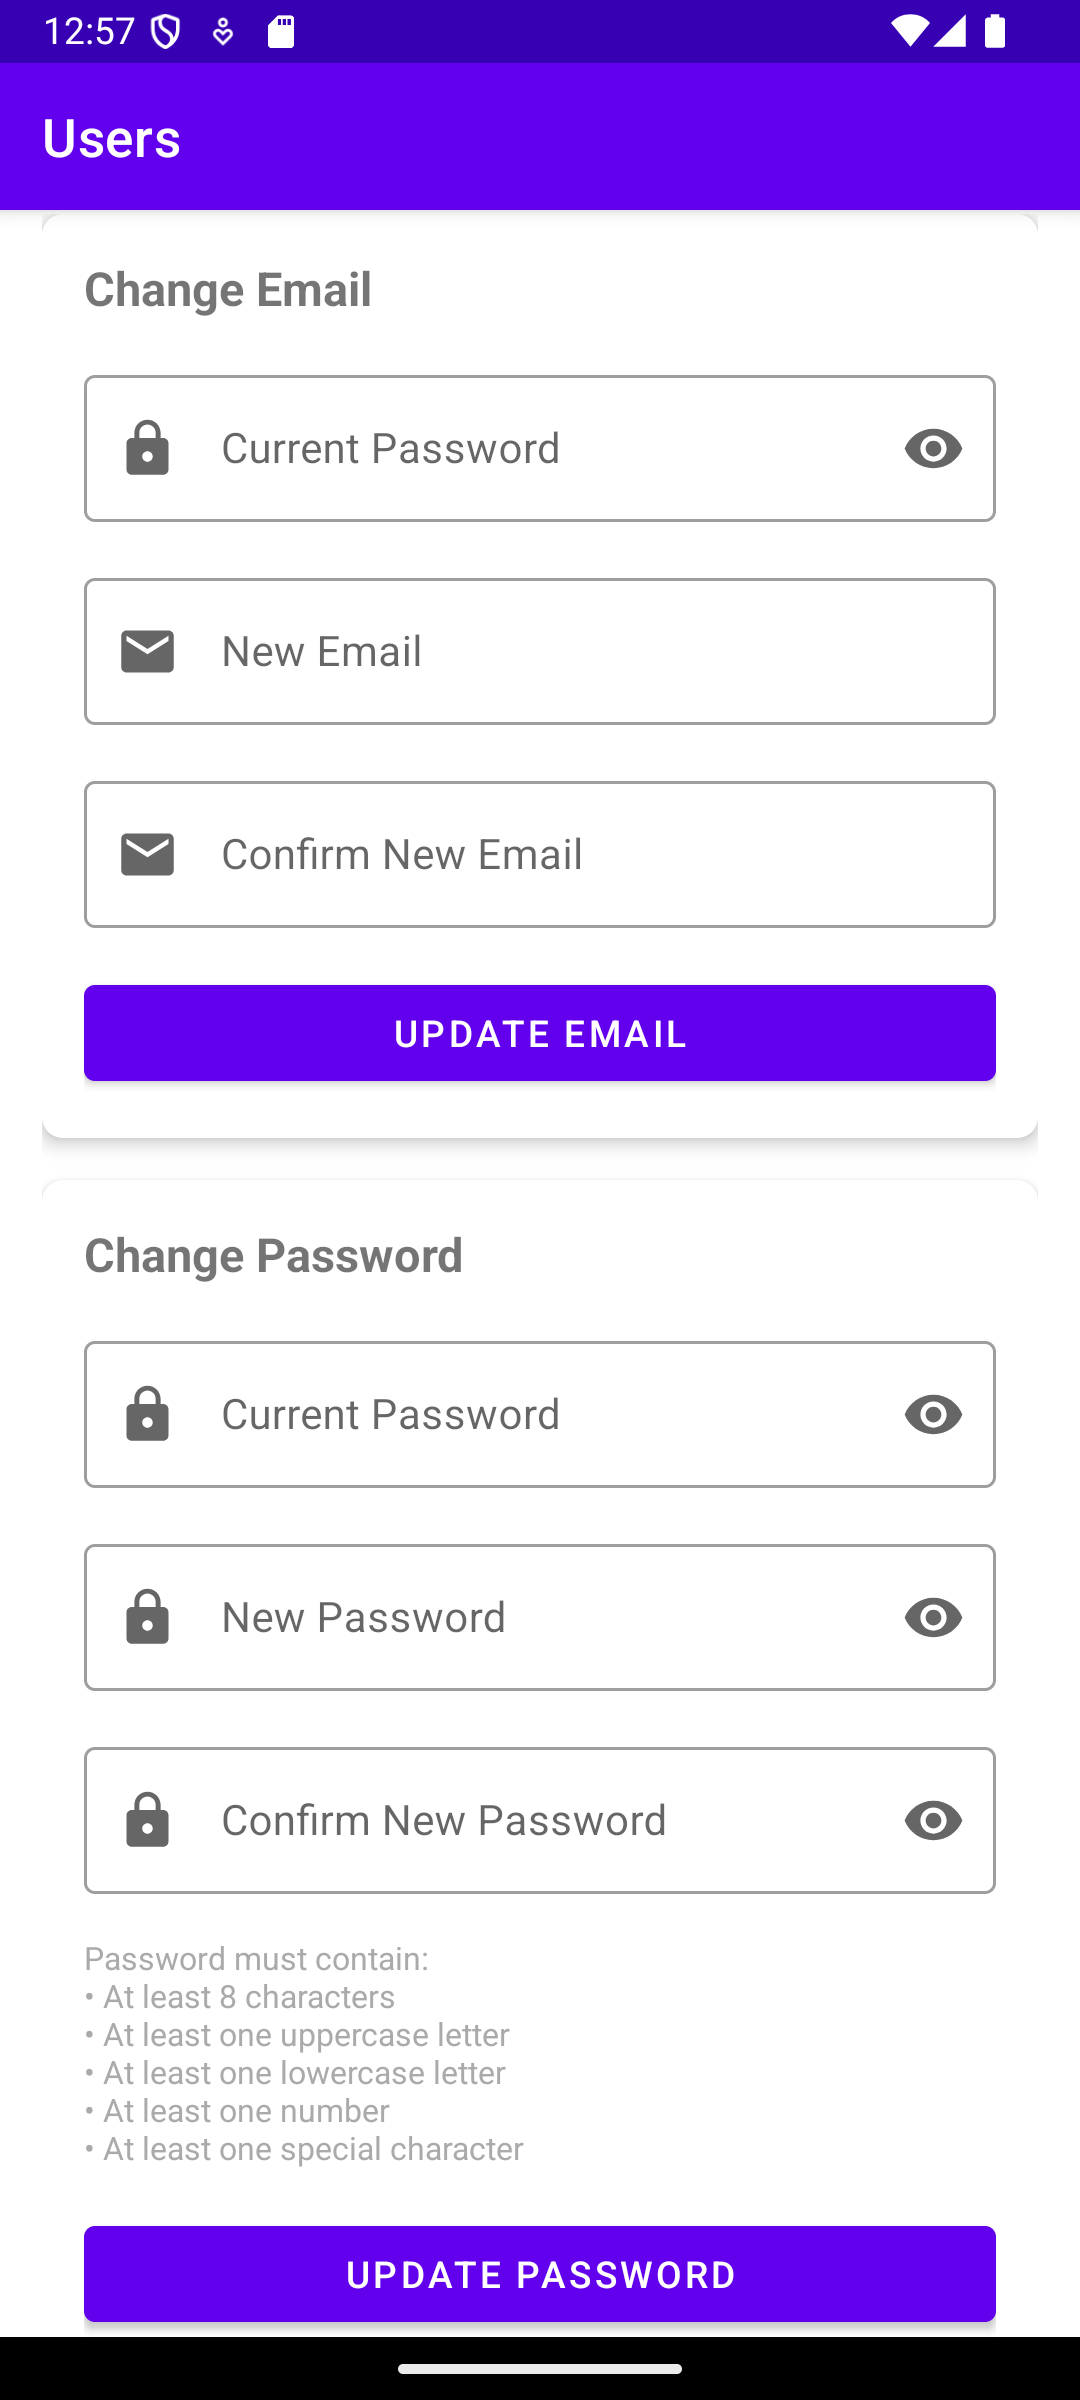 12:57
Users
Change Email
Current Password
New Email
Confirm New Email
UPDATE EMAIL
Change Password
Current Password
New Password
Confirm New Password
Password must contain:
• At least 8 characters
• At least one uppercase letter
• At least one lowercase letter
• At least one number
• At least one special character
UPDATE PASSWORD